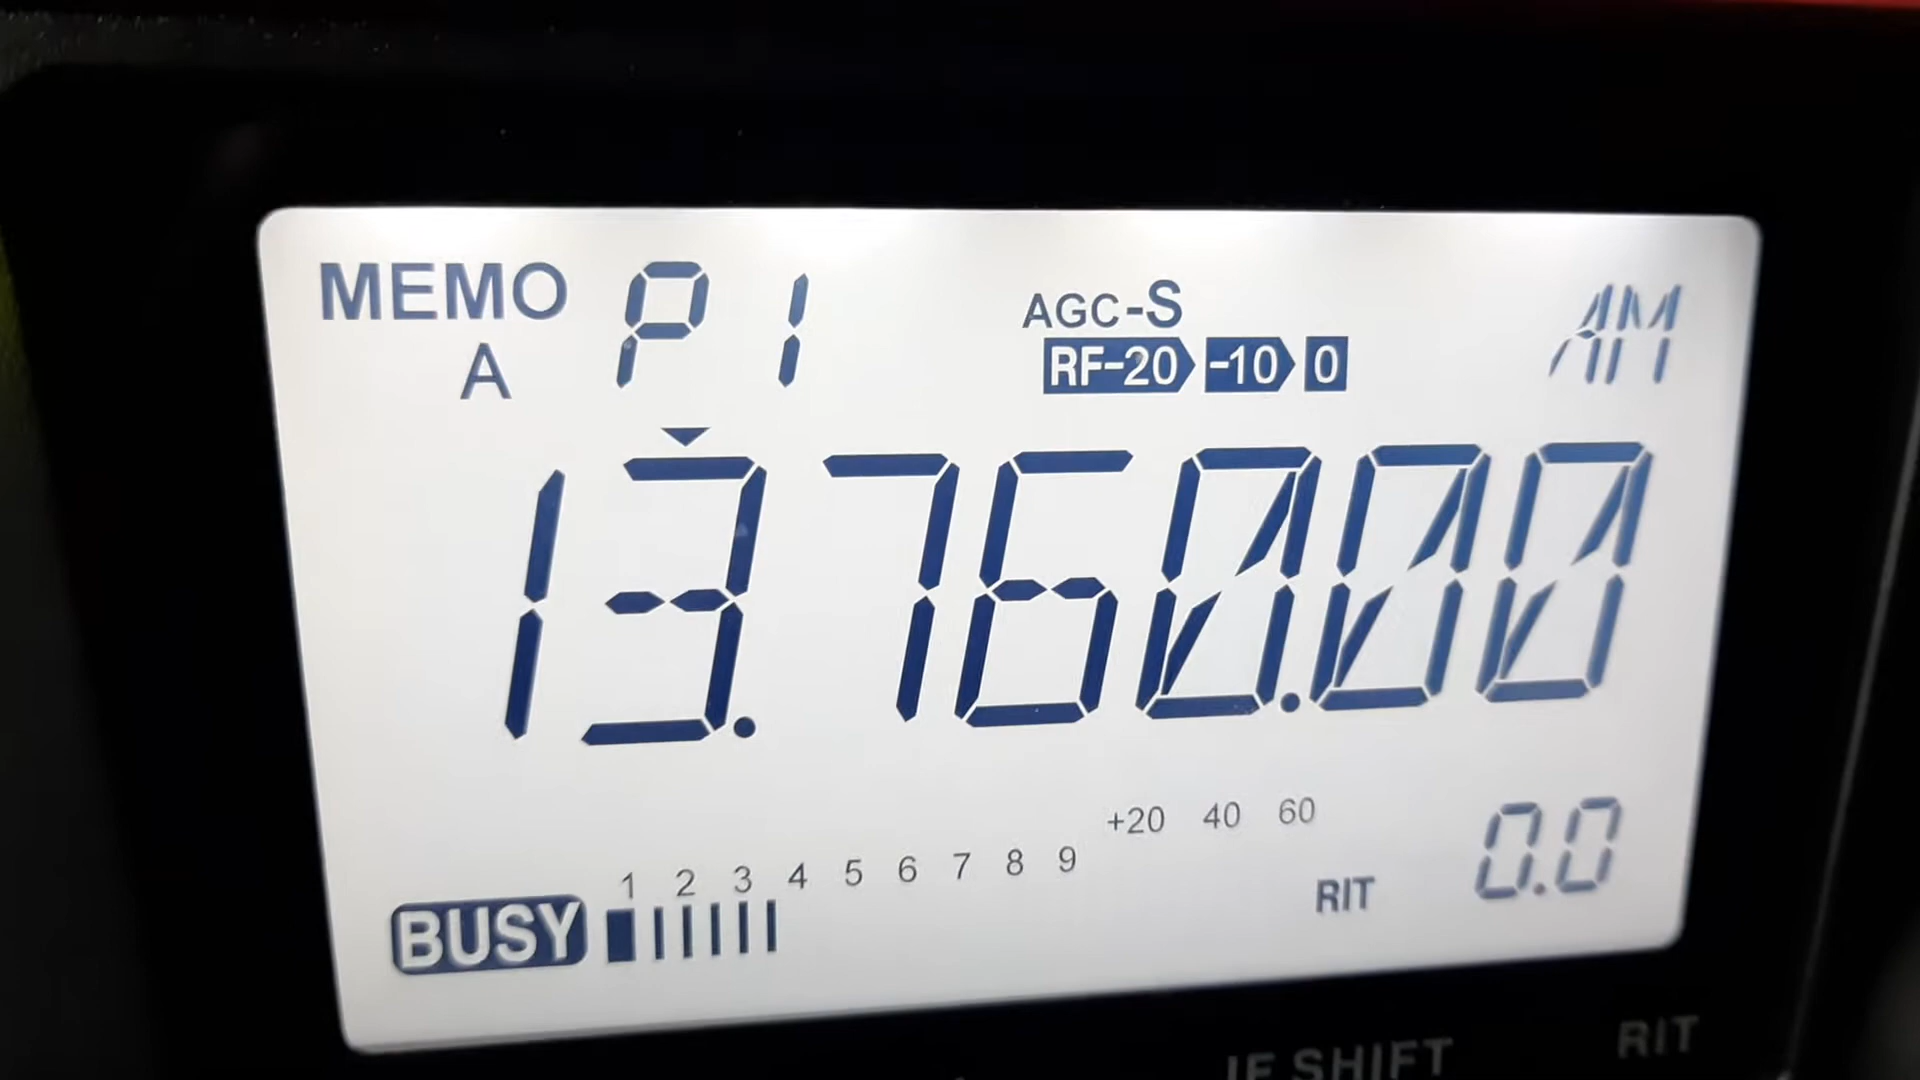 MEMO P1 AGC-S AM
A RF-20 -10 0
13.760.00
+20 40 60
1 2 3 4 5 6 7 8 9
BUSY RIT 0.0
IF SHIFT RIT